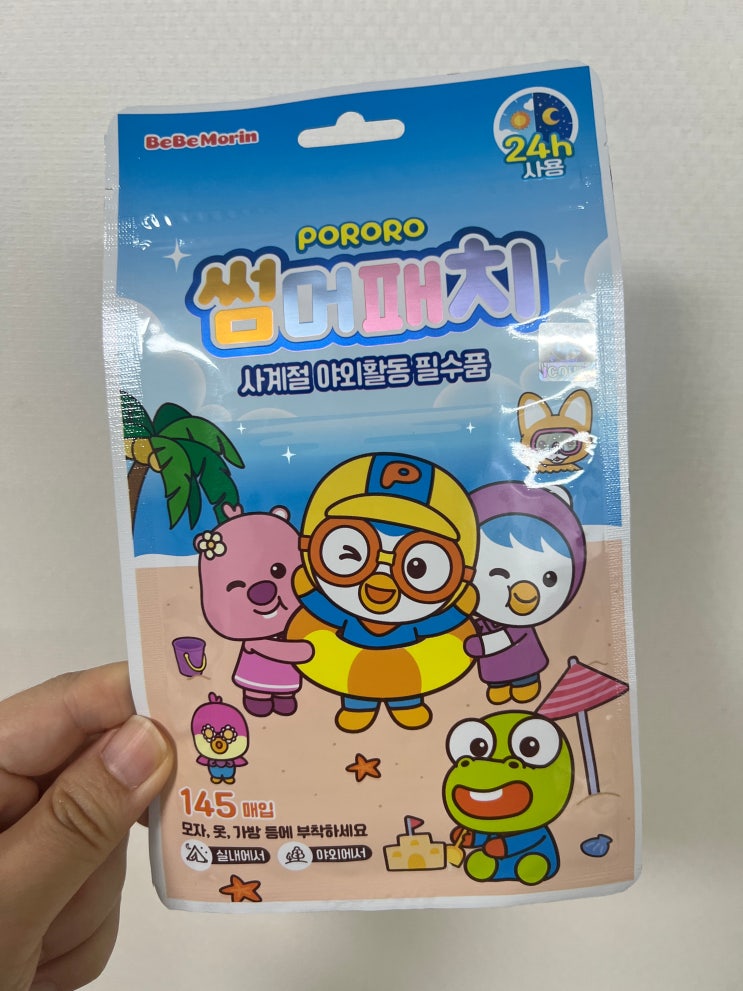 BeBeMorin
24h
사용
PORORO
썸머패치
사계절 야외활동 필수품
P
145 매입
모자, 옷, 가방 등에 부착하세요
실내에서 야외에서